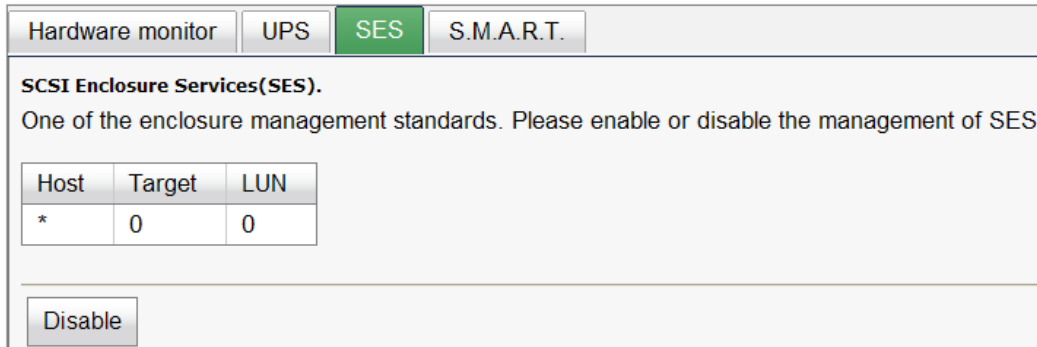 Hardware monitor UPS SES S.M.A.R.T.
SCSI Enclosure Services(SES).
One of the enclosure management standards. Please enable or disable the management of SES
Host Target LUN
* 0 0
Disable